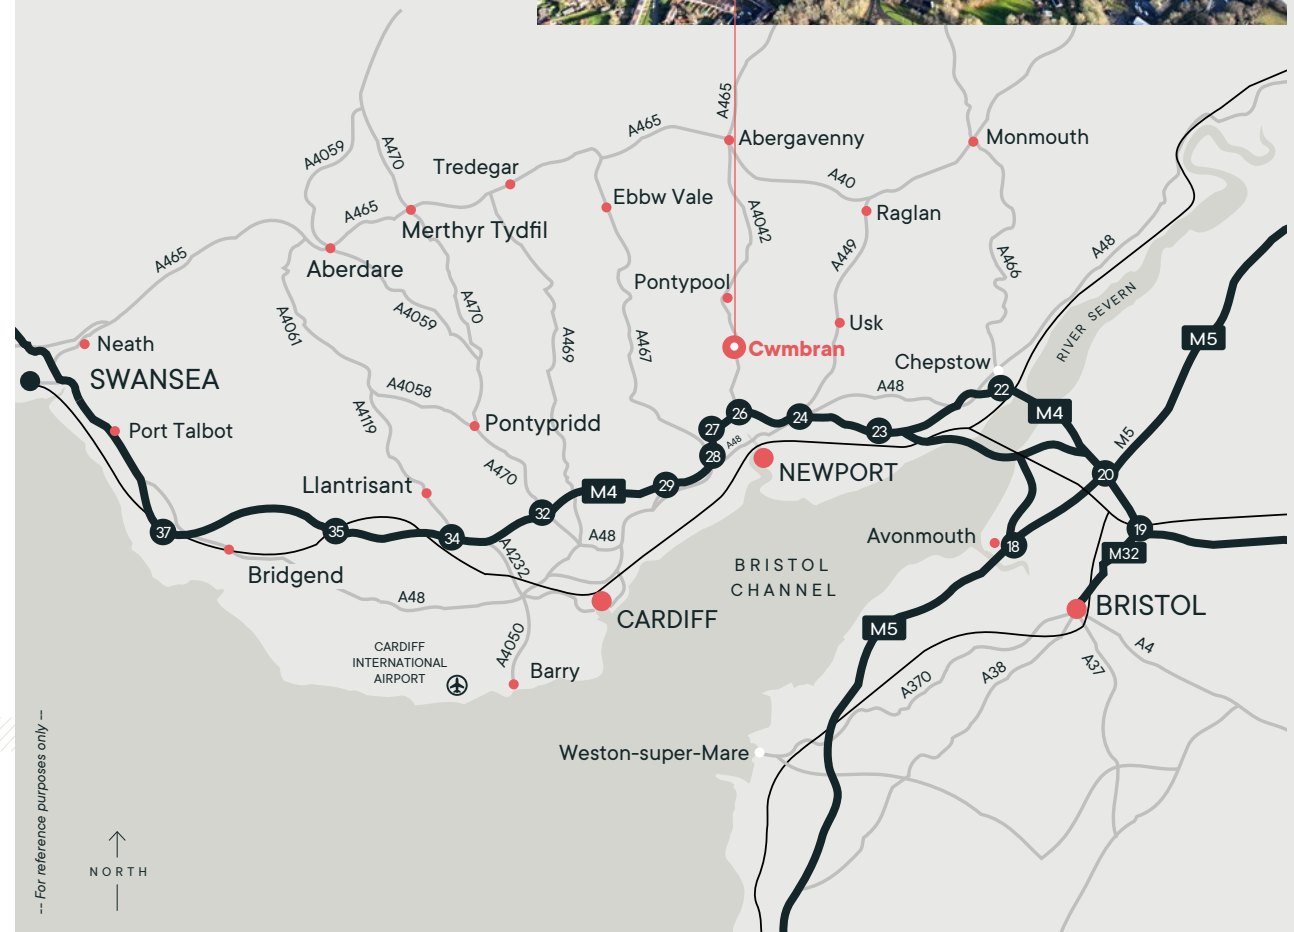 A465
Abergavenny
Monmouth
A465
A4059
A470
Tredegar
A40
Ebbw Vale
A465
Raglan
A4042
Merthyr Tydfil
A48
A449
A465
A466
Aberdare
Pontypool
A470
RIVER SEVERN
A4059
A4061
Usk
M5
Neath
A469
A467
Cwmbran
Chepstow
SWANSEA
A4058
A48
22
M4
26
24
A4119
Port Talbot
Pontypridd
27
23
M5
A48
28
A470
NEWPORT
20
Llantrisant
M4
29
32
37
35
34
A48
Avonmouth
18
19
M32
A4232
BRISTOL
CHANNEL
Bridgend
A48
CARDIFF
BRISTOL
M5
A4050
CARDIFF
INTERNATIONAL
AIRPORT
Barry
A4
A37
A38
A370
Weston-super-Mare
-- For reference purposes only --
NORTH